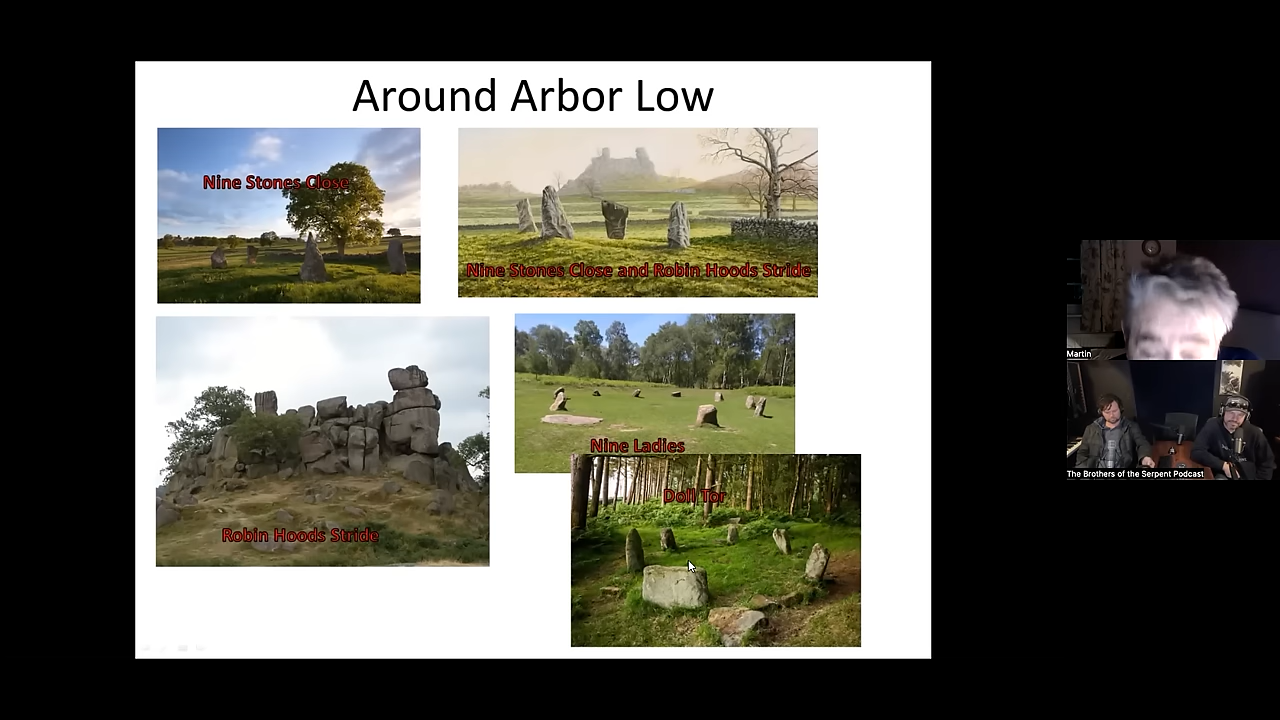 Around Arbor Low
Nine Stones Close
Nine Stones Close and Robin Hoods Stride
Robin Hoods Stride
Nine Ladies
Doll Tor
Martin
The Brothers of the Serpent Podcast